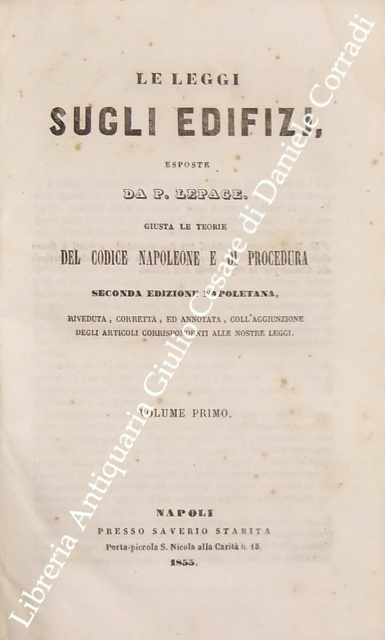 LE LEGGI
SUGLI EDIFIZI,
ESPOSTE
DA P. LEPAGE.
GIUSTA LE TEORIE
DEL CODICE NAPOLEONE E DI PROCEDURA
SECONDA EDIZIONE NAPOLETANA,
RIVEDUTA, CORRETTA, ED ANNOTATA, COLL'AGGIUNZIONE
DEGLI ARTICOLI CORRISPONDENTI ALLE NOSTRE LEGGI.
VOLUME PRIMO.
NAPOLI
PRESSO SAVERIO STARITA
Porta-piccola S. Nicola alla Carità n. 15.
1855.
Libreria Antiquaria Giulio Cesare di Daniele Corradi